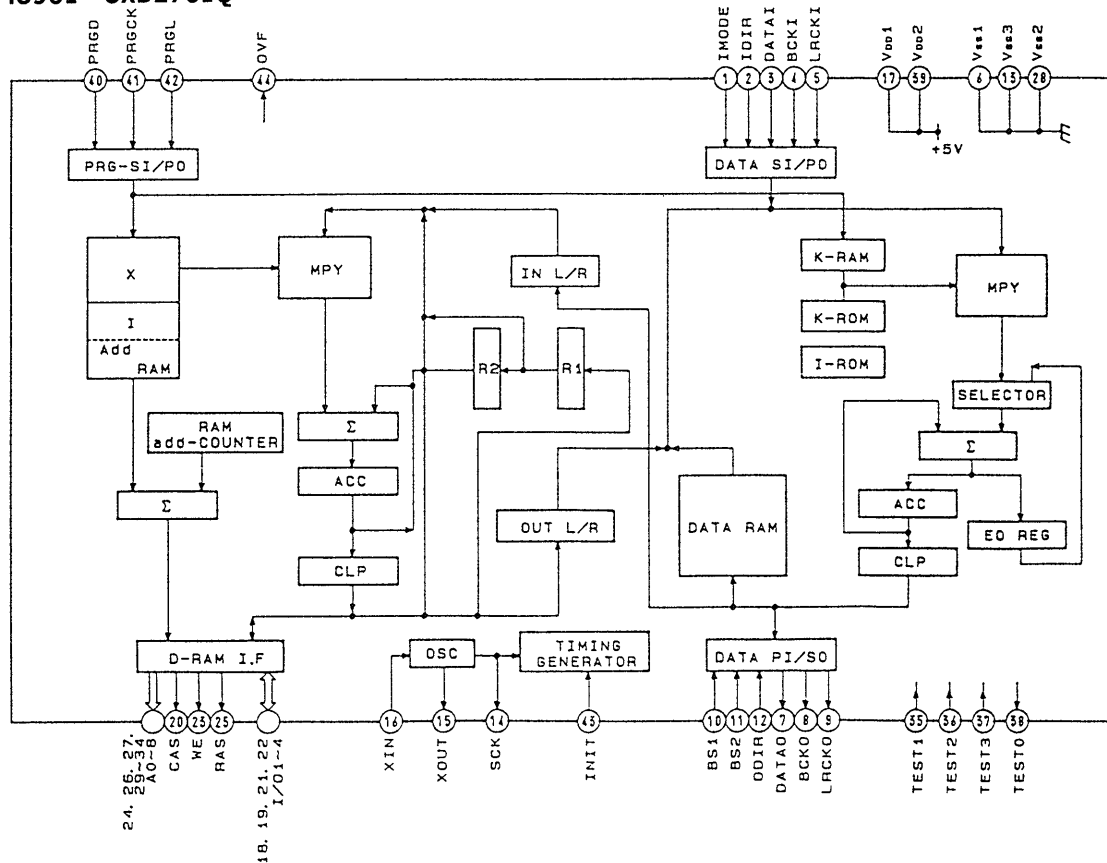 PRGD
PRGCK
PRGL
OVF
IMODE
IDIR
DATAI
BCKI
LRCKI
VDD1
VDD2
VSS1
VSS3
VSS2
40
41
42
44
1
2
3
4
5
17
39
6
13
28
+5V
PRG-SI/PO
DATA SI/PO
X
I
Add
RAM
MPY
IN L/R
K-RAM
K-ROM
I-ROM
MPY
R2
R1
SELECTOR
RAM
add-COUNTER
Σ
Σ
Σ
ACC
ACC
OUT L/R
DATA RAM
EO REG
CLP
CLP
D-RAM I.F
OSC
TIMING
GENERATOR
DATA PI/SO
20
23
25
16
15
14
43
10
11
12
7
8
9
35
36
37
38
24. 26. 27.
29~34
A0~8
CAS
WE
RAS
18. 19. 21. 22
I/O1~4
XIN
XOUT
SCK
INIT
BS1
BS2
ODIR
DATAO
BCKO
LRCKO
TEST1
TEST2
TEST3
TEST0